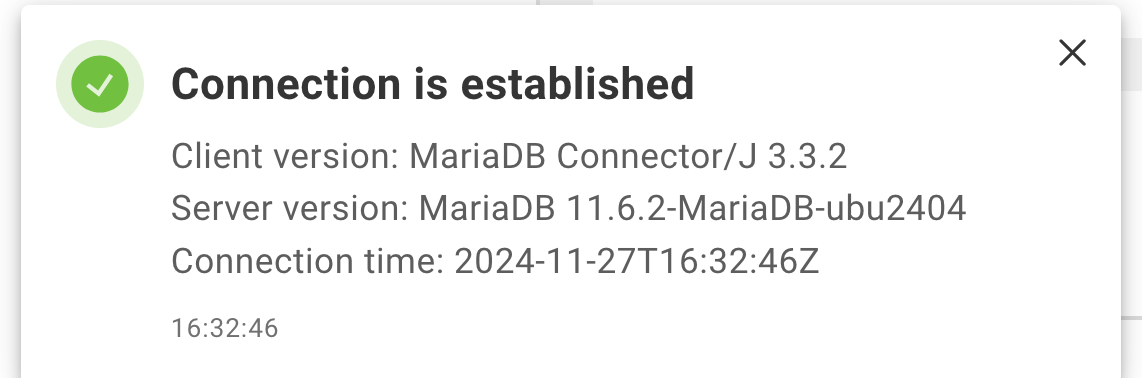 Connection is established
Client version: MariaDB Connector/J 3.3.2
Server version: MariaDB 11.6.2-MariaDB-ubu2404
Connection time: 2024-11-27T16:32:46Z
16:32:46